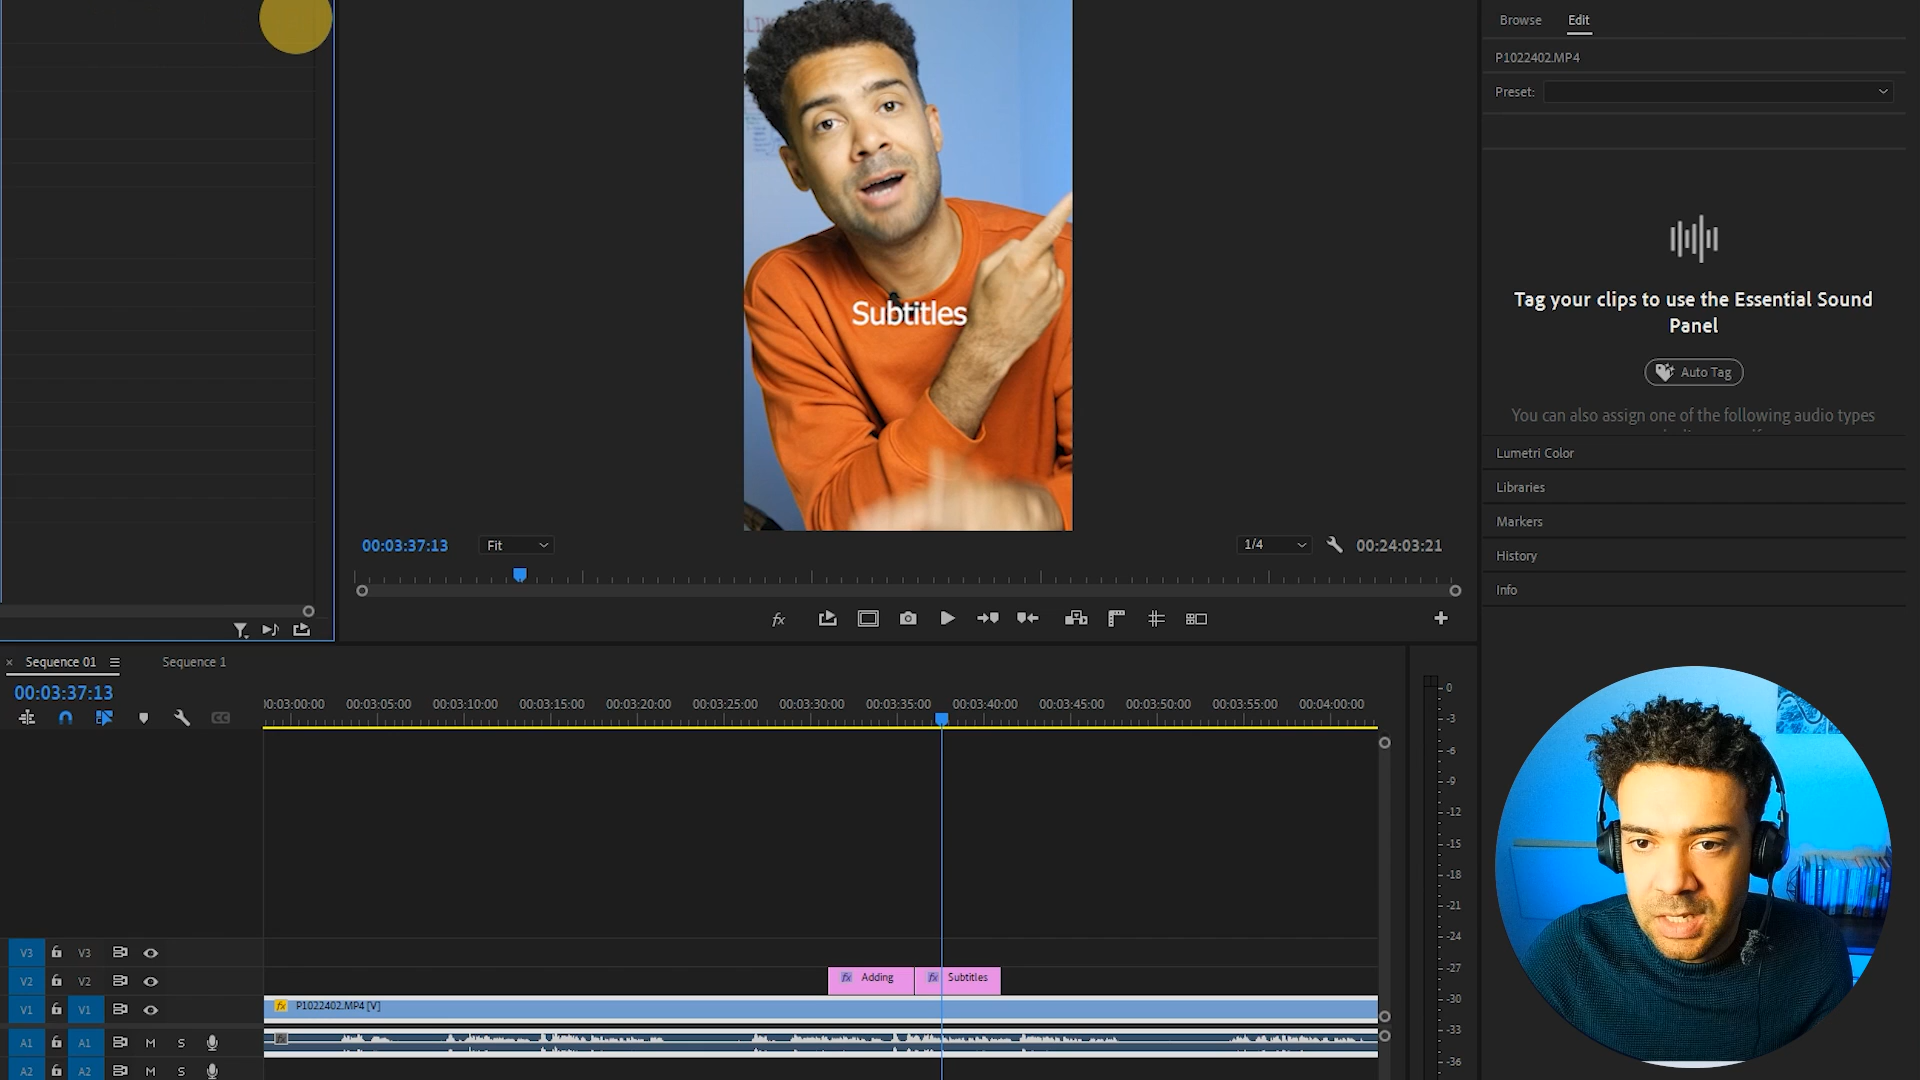 Browse
Edit
P1022402.MP4
Preset:
Tag your clips to use the Essential Sound
Panel
Auto Tag
You can also assign one of the following audio types
Lumetri Color
Libraries
Markers
History
Info
Subtitles
00:03:37:13
Fit
1/4
00:24:03:21
fx
Sequence 01
Sequence 1
00:03:37:13
00:03:05:00
00:03:10:00
00:03:15:00
00:03:20:00
00:03:25:00
00:03:30:00
00:03:35:00
00:03:40:00
00:03:45:00
00:03:50:00
00:03:55:00
00:04:00:00
CC
V3
V3
V2
V2
fx Adding
fx Subtitles
V1
V1
fx P1022402.MP4 [V]
A1
A1
M
S
A2
A2
M
S
0
-3
-6
-9
-12
-15
-18
-21
-24
-27
-30
-33
-36